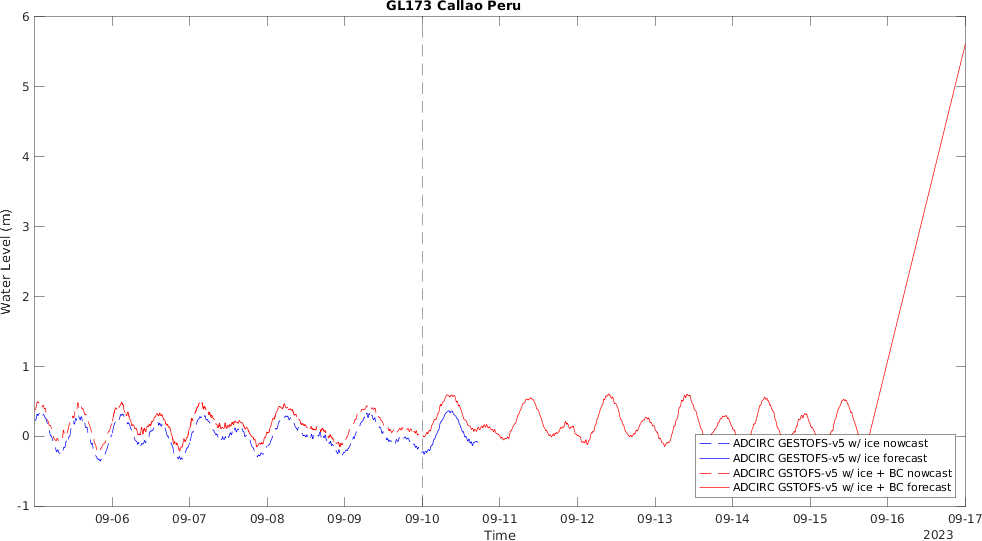 GL173 Callao Peru
6
5
4
3
2
1
0
-1
Water Level (m)
ADCIRC GESTOFS-v5 w/ ice nowcast
ADCIRC GESTOFS-v5 w/ ice forecast
ADCIRC GSTOFS-v5 w/ ice + BC nowcast
ADCIRC GSTOFS-v5 w/ ice + BC forecast
09-06 09-07 09-08 09-09 09-10 09-11 09-12 09-13 09-14 09-15 09-16 09-17
Time
2023